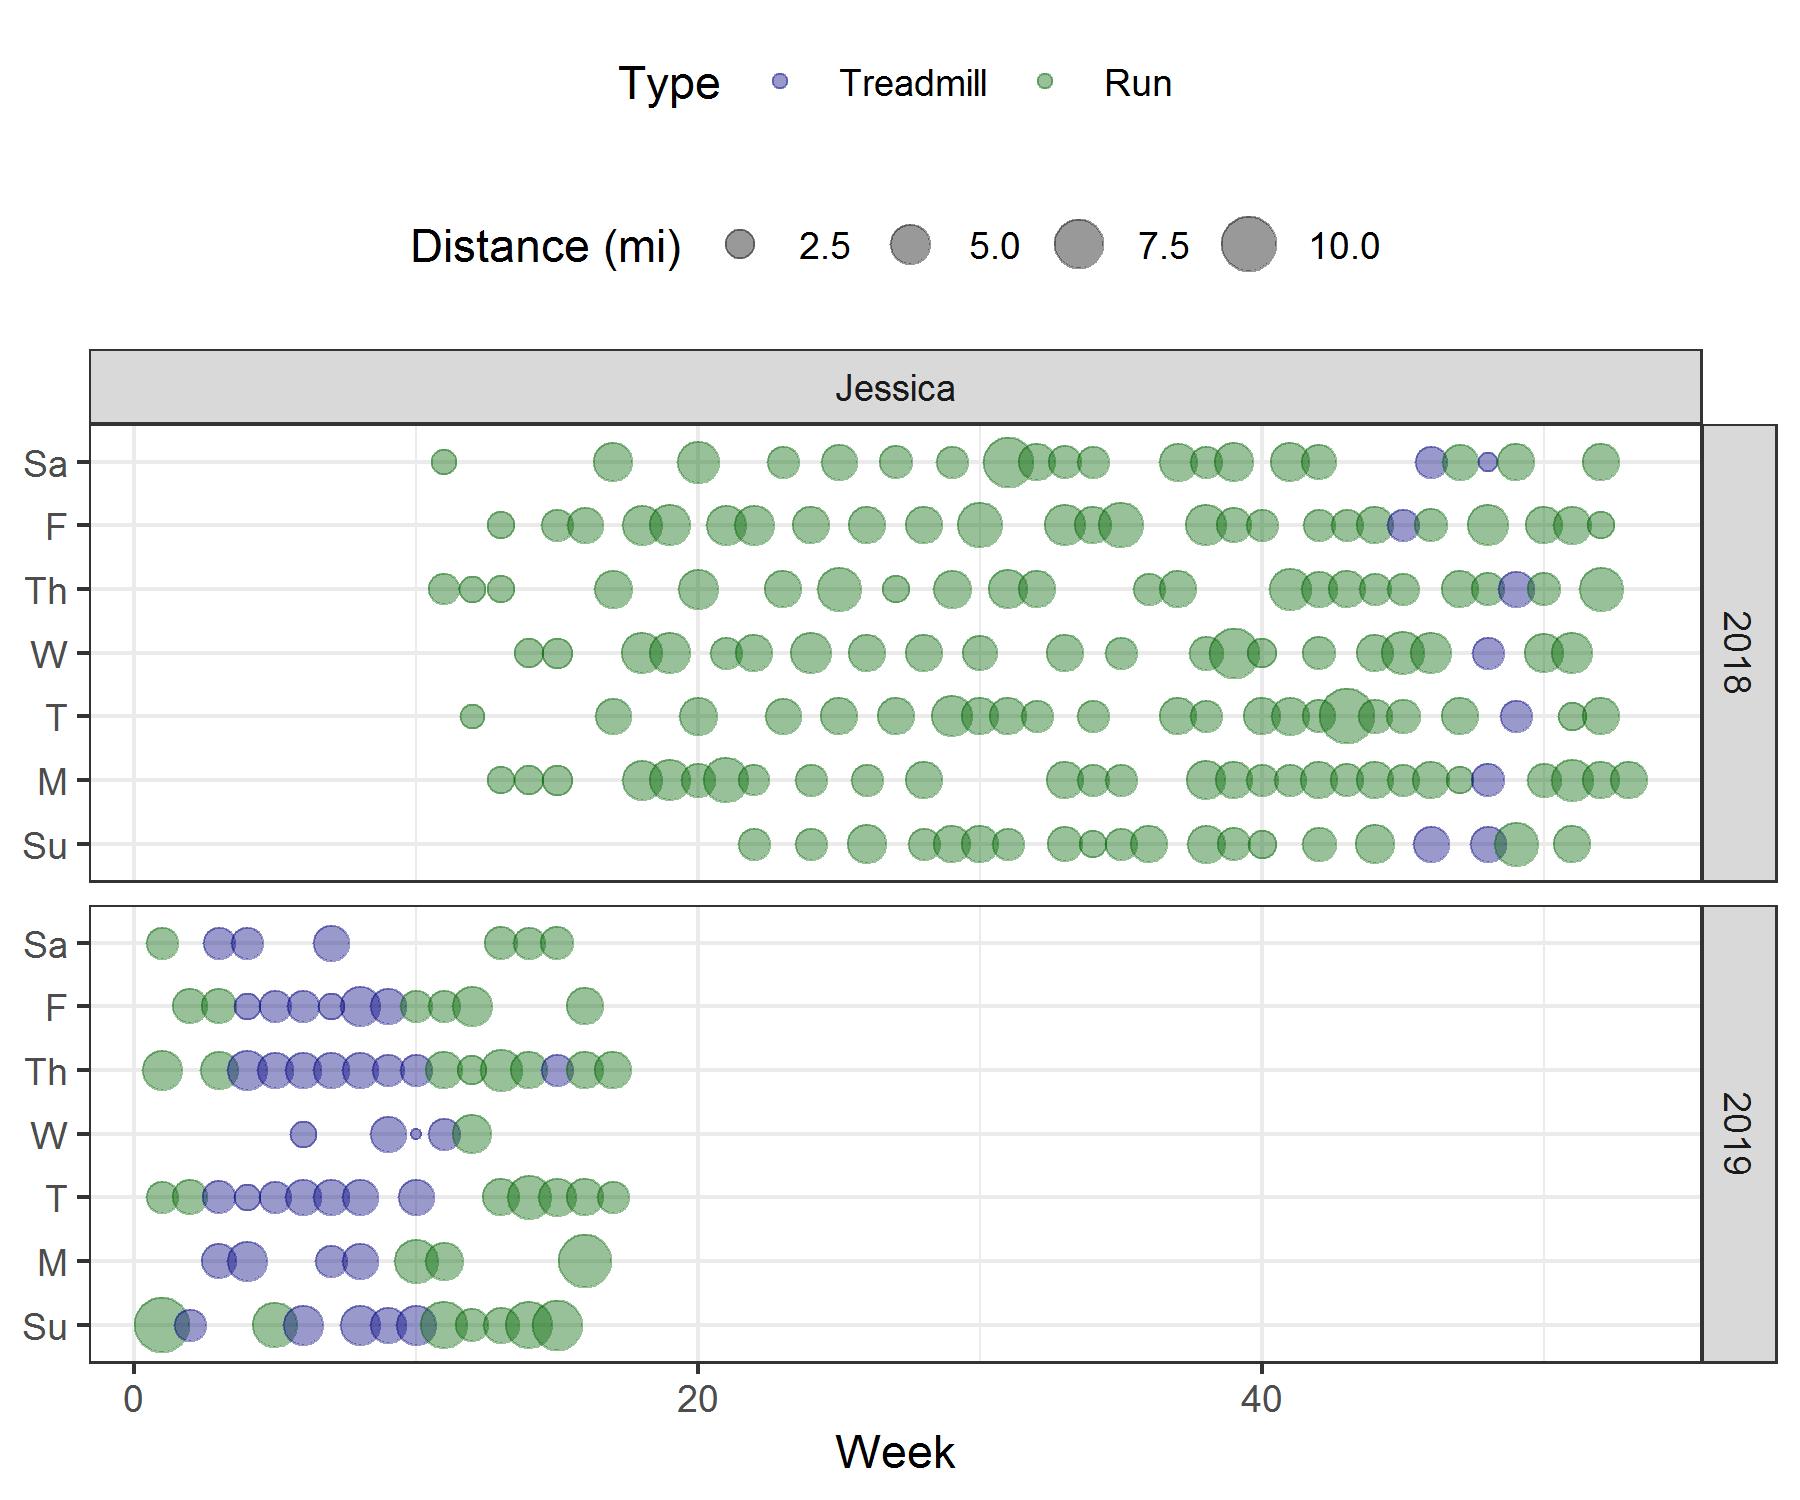 Type Treadmill Run
Distance (mi) 2.5 5.0 7.5 10.0
Jessica
Sa
F
Th
W
T
M
Su
2018
Sa
F
Th
W
T
M
Su
2019
0 20 40
Week